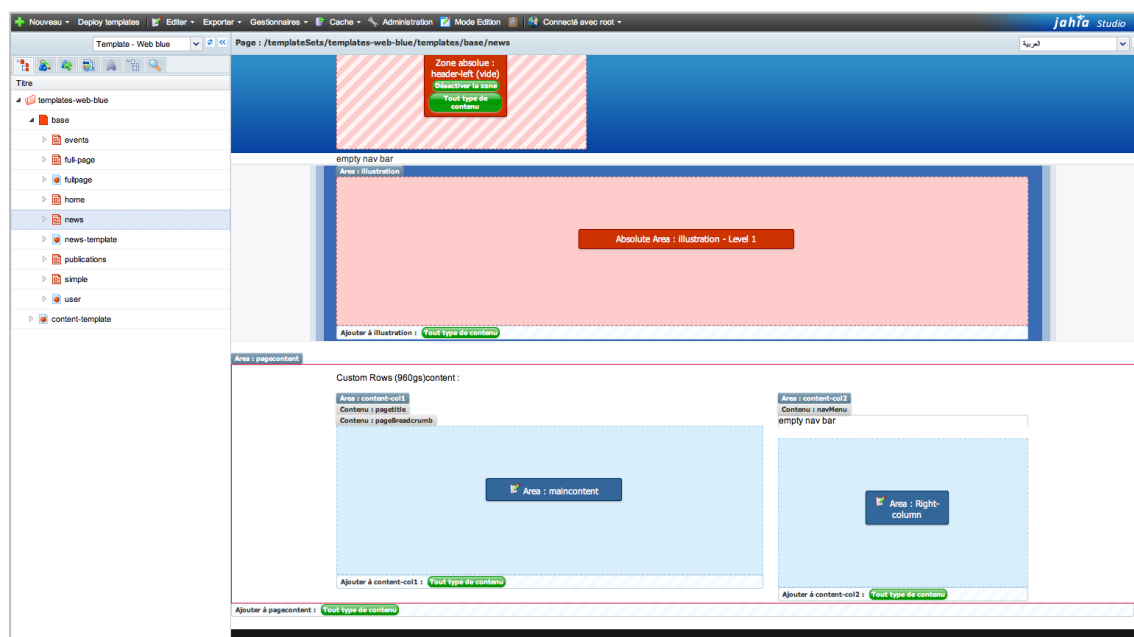 Nouveau Deploy templates Editer Exporter Gestionnaires Cache Administration Mode Edition Connecté avec root jahia Studio
Template - Web blue Page : /templateSets/templates-web-blue/templates/base/news العربية
Titre
templates-web-blue
base
events
full-page
fullpage
home
news
news-template
publications
simple
user
content-template
Zone absolue :
header-left (vide)
Désactiver la zone
Tout type de
contenu
empty nav bar
Area : illustration
Absolute Area : illustration - Level 1
Ajouter à illustration : Tout type de contenu
Area : pagecontent
Custom Rows (960gs)content :
Area : content-col1
Contenu : pagetitle
Contenu : pageBreadcrumb
Area : maincontent
Ajouter à content-col1 : Tout type de contenu
Area : content-col2
Contenu : navMenu
empty nav bar
Area : Right-
column
Ajouter à content-col2 : Tout type de contenu
Ajouter à pagecontent : Tout type de contenu